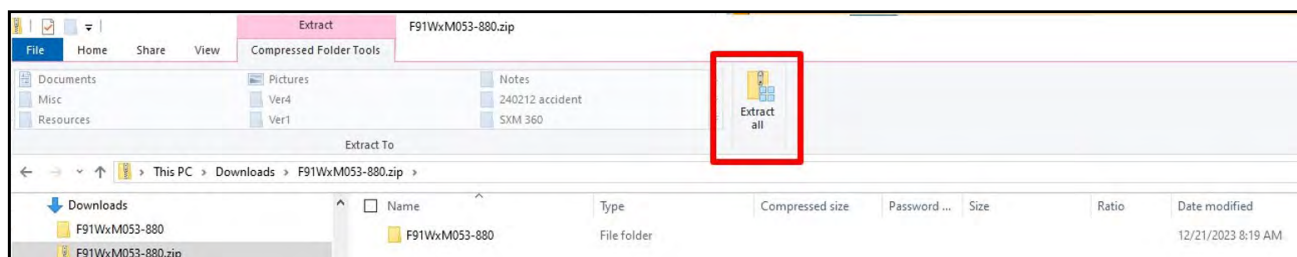 Extract F91WxM053-880.zip
File Home Share View Compressed Folder Tools
Documents Pictures Notes
Misc Ver4 240212 accident
Resources Ver1 SXM 360
Extract all
Extract To
This PC > Downloads > F91WxM053-880.zip >
Downloads Name Type Compressed size Password ... Size Ratio Date modified
F91WxM053-880 F91WxM053-880 File folder 12/21/2023 8:19 AM
F91WxM053-880.zip